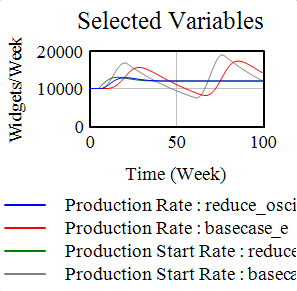 Selected Variables
Widgets/Week
20000
10000
0
0 50 100
Time (Week)
Production Rate : reduce_osci
Production Rate : basecase_e
Production Start Rate : reduce
Production Start Rate : baseca